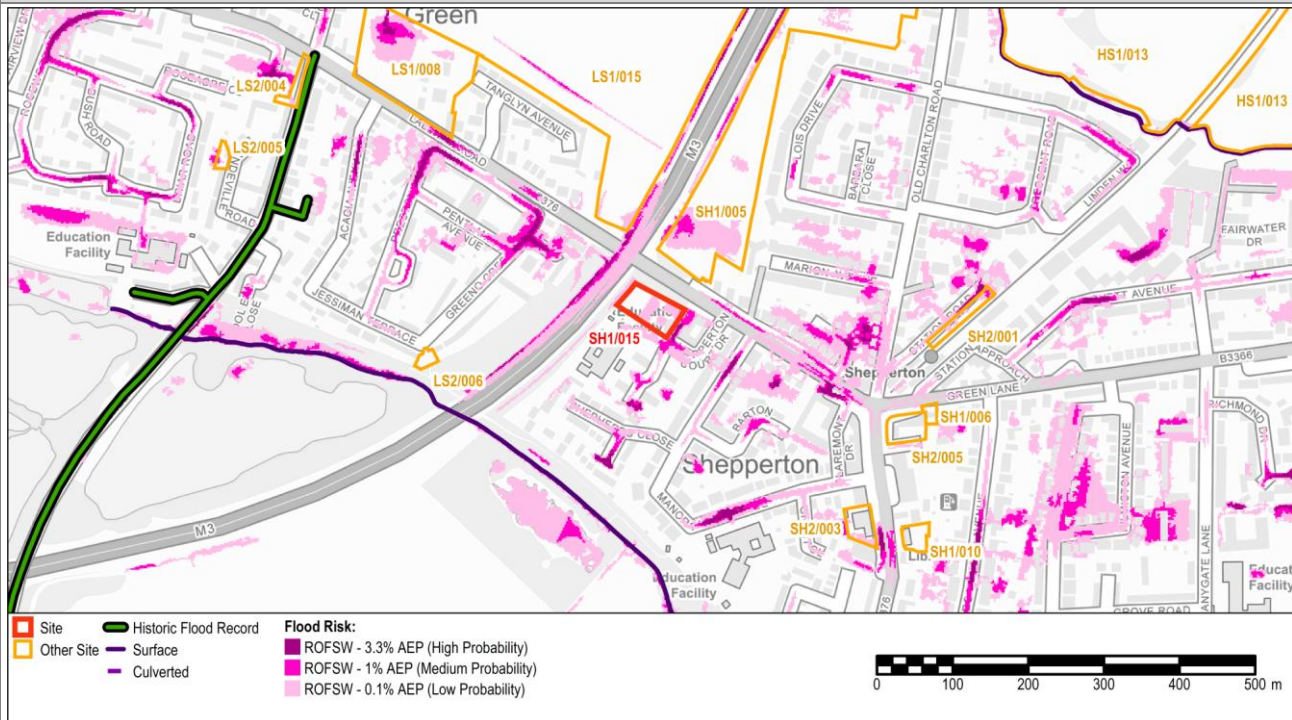 Green
HS1/013
HS1/013
LS1/008
LS1/015
LS2/004
TANGLYN AVENUE
LOIS DRIVE
BARBARA
CLOSE
OLD CHARLTON ROAD
M3
ROAD
LS2/005
ROAD
SH1/005
PENT
AVENUE
FAIRWATER
DR
Education
Facility
MARION
JESSIMAN TERRACE
SH1/015
SH2/001
LS2/006
Shepperton
STATION APPROACH
GREEN LANE
B3366
SH1/006
BARTON
RICHMOND DR
SH2/005
Shepperton
M3
SH2/003
SH1/010
Education
Facility
Facility
GROVE ROAD
Site
Other Site
Historic Flood Record
Surface
Culverted
Flood Risk:
ROFSW - 3.3% AEP (High Probability)
ROFSW - 1% AEP (Medium Probability)
ROFSW - 0.1% AEP (Low Probability)
0 100 200 300 400 500 m